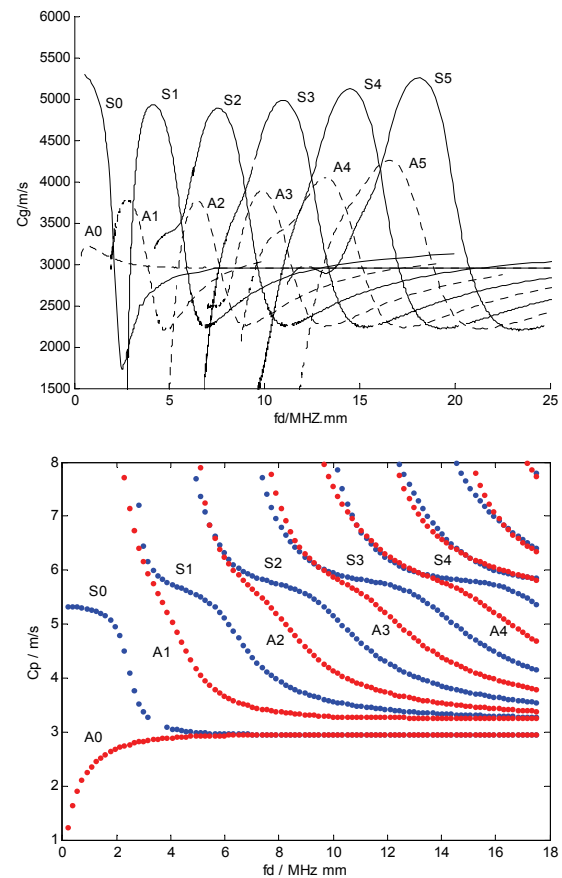 6000
5500
5000
4500
4000
3500
3000
2500
2000
1500
0
5
10
15
20
25
Cg/m/s
fd/MHZ.mm
S0
S1
S2
S3
S4
S5
A0
A1
A2
A3
A4
A5
8
7
6
5
4
3
2
1
0
2
4
6
8
10
12
14
16
18
Cp / m/s
fd / MHz mm
S0
S1
S2
S3
S4
A0
A1
A2
A3
A4